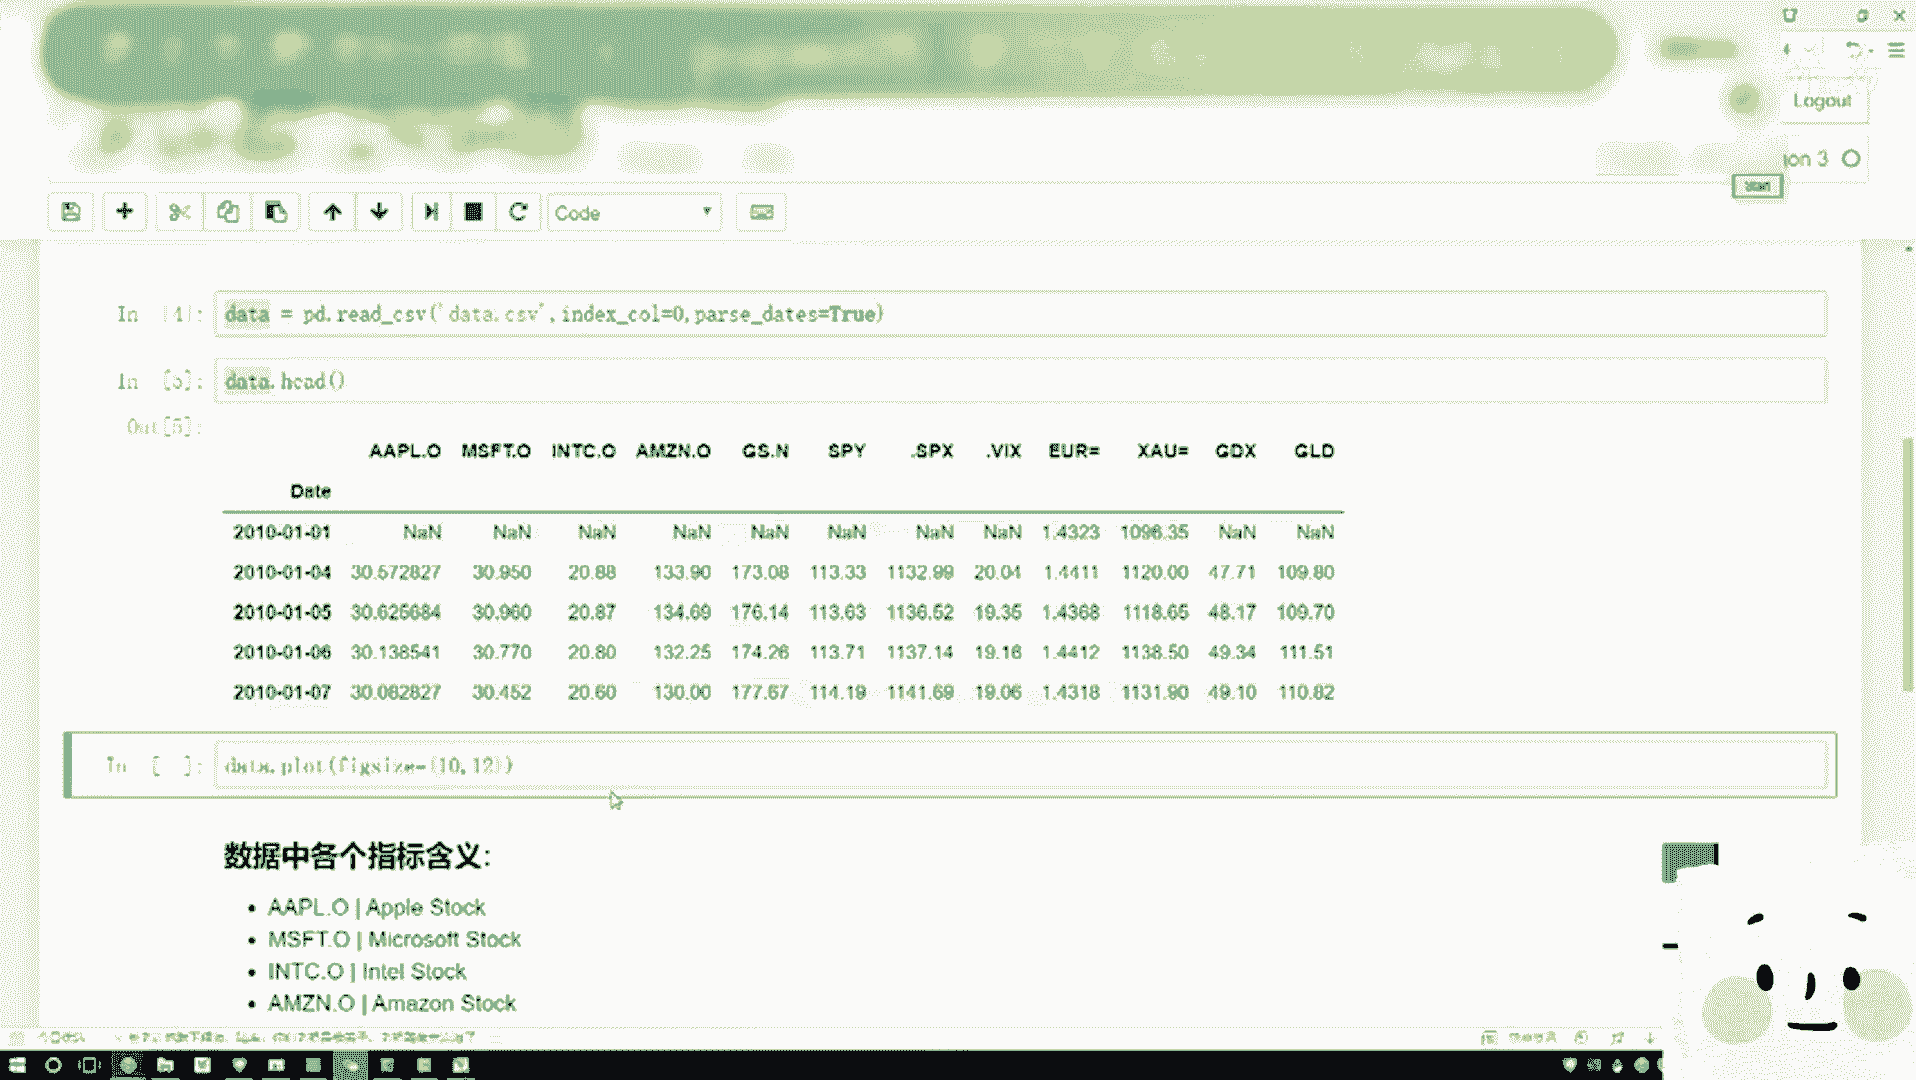 Logout
on 3
Code
In [4]: data = pd.read_csv('data.csv',index_col=0,parse_dates=True)
In [5]: data.head()
Out[5]:
AAPL.O MSFT.O INTC.O AMZN.O GS.N SPY .SPX .VIX EUR= XAU= GDX GLD
Date
2010-01-01 NaN NaN NaN NaN NaN NaN NaN NaN 1.4323 1096.35 NaN NaN
2010-01-04 30.572827 30.950 20.88 133.90 173.08 113.33 1132.99 20.04 1.4411 1120.00 47.71 109.80
2010-01-05 30.625684 30.960 20.87 134.69 176.14 113.63 1136.52 19.35 1.4368 1118.65 48.17 109.70
2010-01-06 30.138541 30.770 20.80 132.25 174.26 113.71 1137.14 19.16 1.4412 1138.50 49.34 111.51
2010-01-07 30.082827 30.452 20.60 130.00 177.67 114.19 1141.69 19.06 1.4318 1131.90 49.10 110.82
In [ ]: data.plot(figsize=(10,12))
数据中各个指标含义:
• AAPL.O | Apple Stock
• MSFT.O | Microsoft Stock
• INTC.O | Intel Stock
• AMZN.O | Amazon Stock